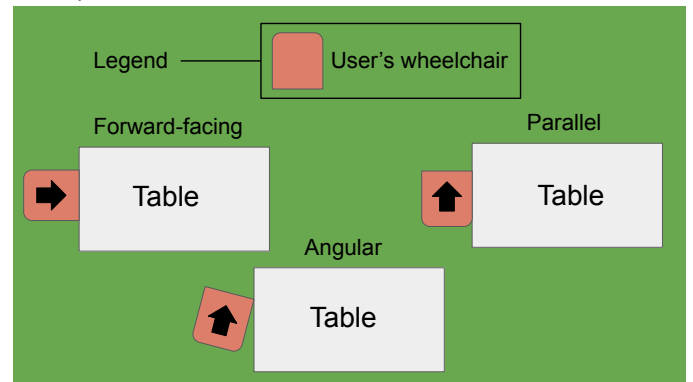 Legend
User's wheelchair
Forward-facing
Parallel
Table
Table
Angular
Table